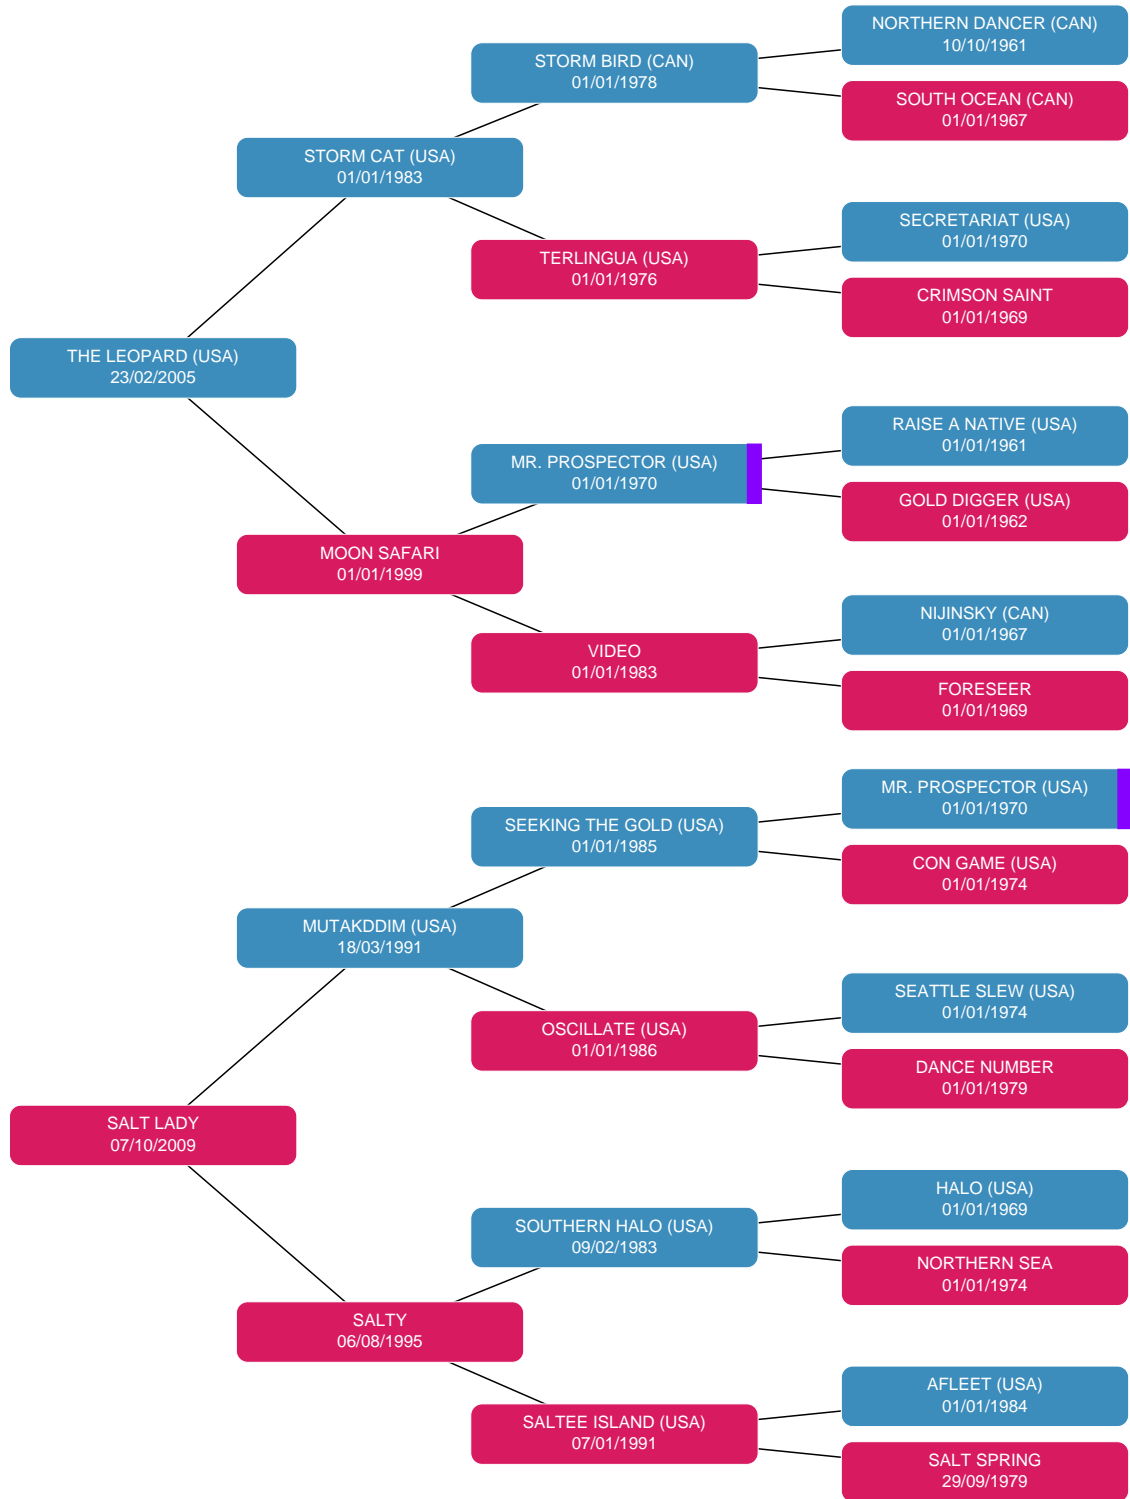 NORTHERN DANCER (CAN)
10/10/1961
STORM BIRD (CAN)
01/01/1978
SOUTH OCEAN (CAN)
01/01/1967
STORM CAT (USA)
01/01/1983
SECRETARIAT (USA)
01/01/1970
TERLINGUA (USA)
01/01/1976
CRIMSON SAINT
01/01/1969
THE LEOPARD (USA)
23/02/2005
RAISE A NATIVE (USA)
01/01/1961
MR. PROSPECTOR (USA)
01/01/1970
GOLD DIGGER (USA)
01/01/1962
MOON SAFARI
01/01/1999
NIJINSKY (CAN)
01/01/1967
VIDEO
01/01/1983
FORESEER
01/01/1969
MR. PROSPECTOR (USA)
01/01/1970
SEEKING THE GOLD (USA)
01/01/1985
CON GAME (USA)
01/01/1974
MUTAKDDIM (USA)
18/03/1991
SEATTLE SLEW (USA)
01/01/1974
OSCILLATE (USA)
01/01/1986
DANCE NUMBER
01/01/1979
SALT LADY
07/10/2009
HALO (USA)
01/01/1969
SOUTHERN HALO (USA)
09/02/1983
NORTHERN SEA
01/01/1974
SALTY
06/08/1995
AFLEET (USA)
01/01/1984
SALTEE ISLAND (USA)
07/01/1991
SALT SPRING
29/09/1979